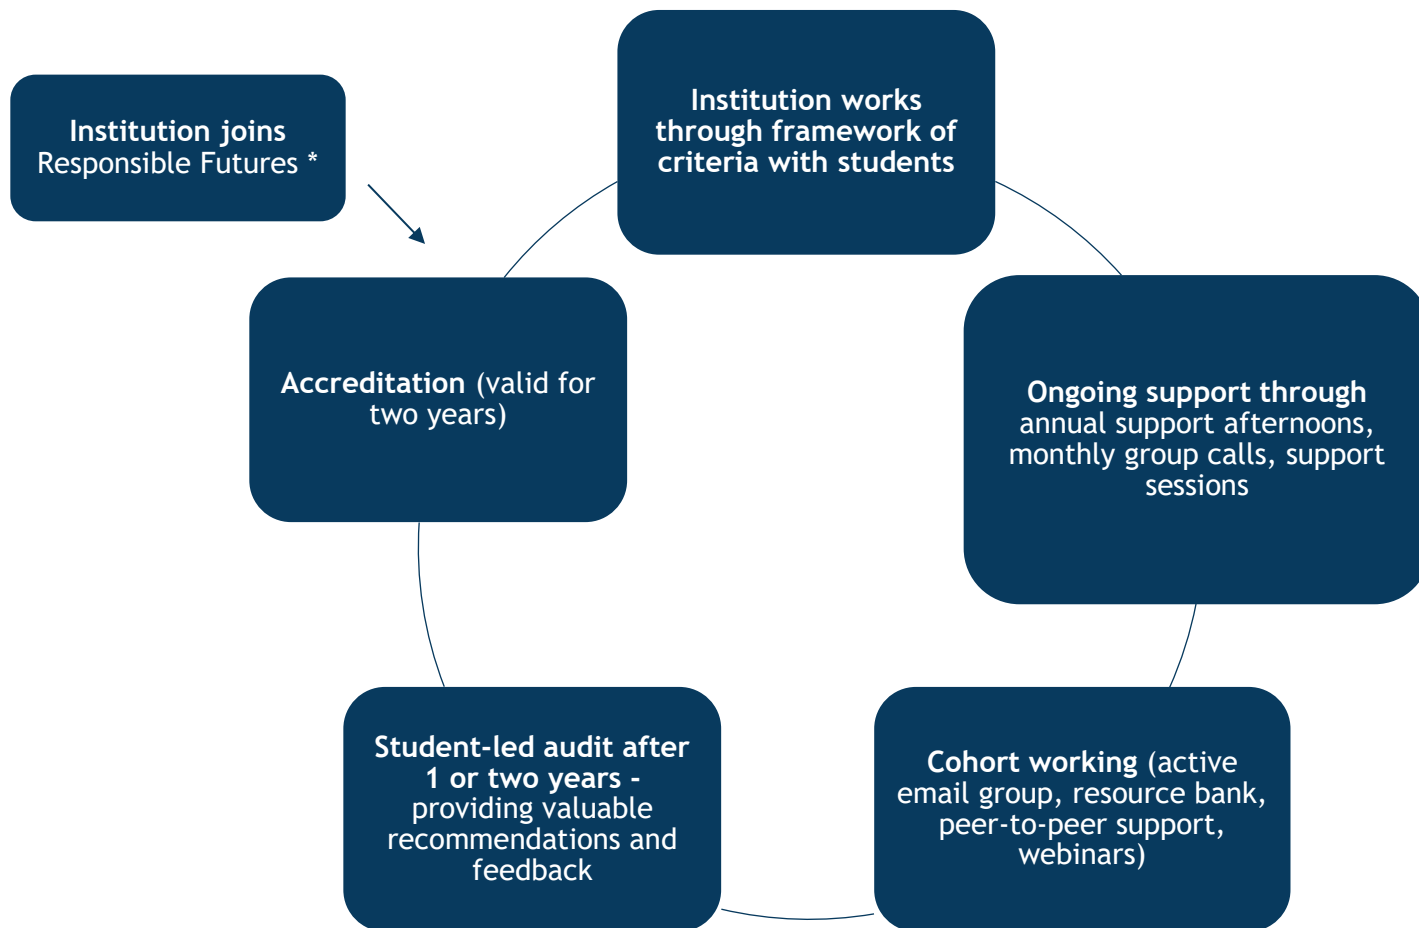 Institution joins
Responsible Futures *
Institution works
through framework of
criteria with students
Ongoing support through
annual support afternoons,
monthly group calls, support
sessions
Cohort working (active
email group, resource bank,
peer-to-peer support,
webinars)
Student-led audit after
1 or two years -
providing valuable
recommendations and
feedback
Accreditation (valid for
two years)